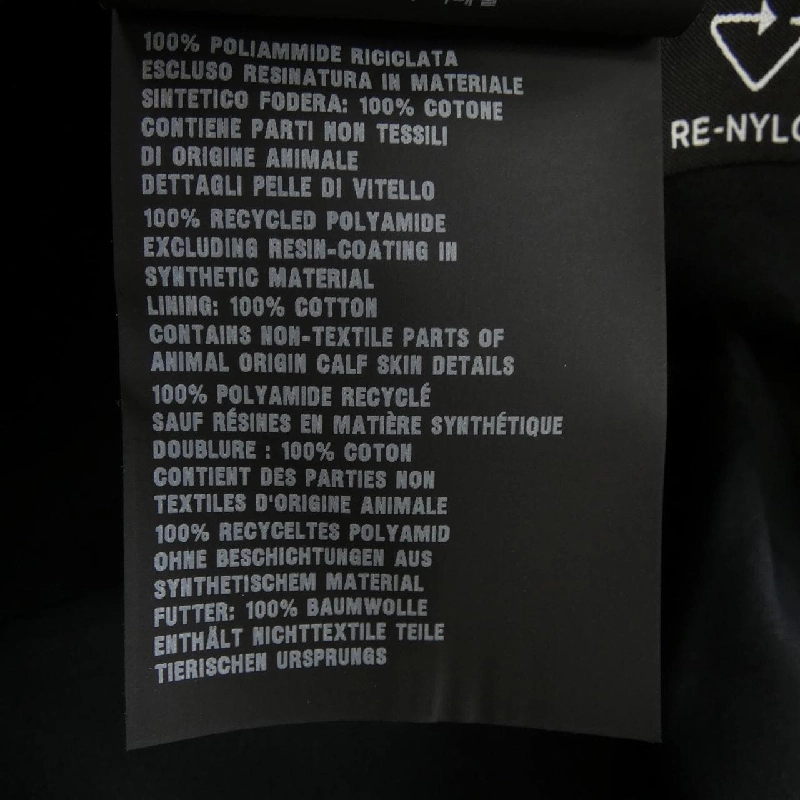 100% POLIAMMIDE RICICLATA
ESCLUSO RESINATURA IN MATERIALE
SINTETICO FODERA: 100% COTONE
CONTIENE PARTI NON TESSILI
DI ORIGINE ANIMALE
DETTAGLI PELLE DI VITELLO
100% RECYCLED POLYAMIDE
EXCLUDING RESIN-COATING IN
SYNTHETIC MATERIAL
LINING: 100% COTTON
CONTAINS NON-TEXTILE PARTS OF
ANIMAL ORIGIN CALF SKIN DETAILS
100% POLYAMIDE RECYCLÉ
SAUF RÉSINES EN MATIÈRE SYNTHÉTIQUE
DOUBLURE : 100% COTON
CONTIENT DES PARTIES NON
TEXTILES D'ORIGINE ANIMALE
100% RECYCELTES POLYAMID
OHNE BESCHICHTUNGEN AUS
SYNTHETISCHEM MATERIAL
FUTTER: 100% BAUMWOLLE
ENTHÄLT NICHTTEXTILE TEILE
TIERISCHEN URSPRUNGS
RE-NYLO